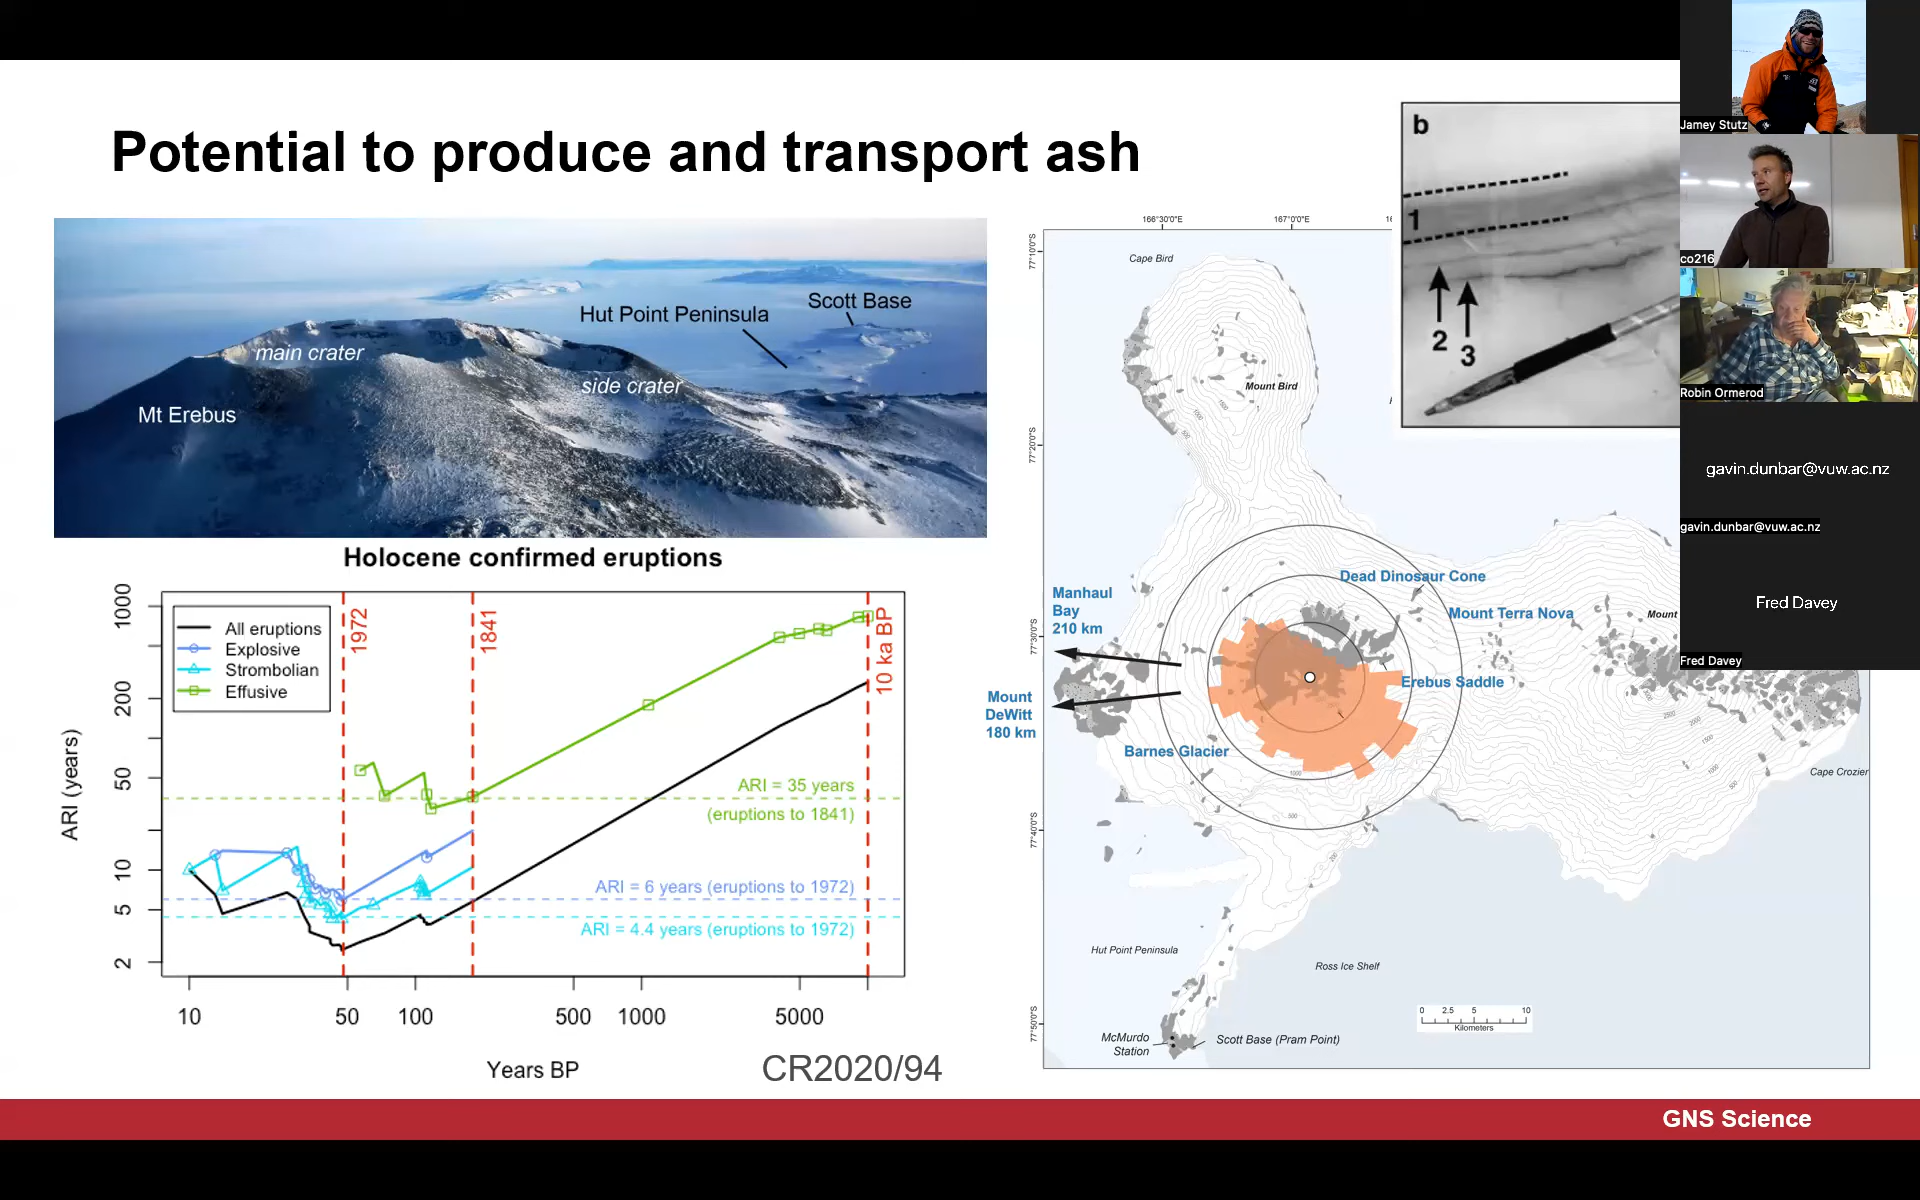 Potential to produce and transport ash
Hut Point Peninsula
Scott Base
main crater
side crater
Mt Erebus
Holocene confirmed eruptions
ARI (years)
1000
200
50
10
5
2
All eruptions
Explosive
Strombolian
Effusive
1972
1841
10 ka BP
ARI = 35 years
(eruptions to 1841)
ARI = 6 years (eruptions to 1972)
ARI = 4.4 years (eruptions to 1972)
10
50
100
500
1000
5000
Years BP
CR2020/94
166°30'0"E
167°0'0"E
77°10'0"S
77°20'0"S
77°30'0"S
77°40'0"S
77°50'0"S
Cape Bird
Mount Bird
Dead Dinosaur Cone
Manhaul
Bay
210 km
Mount Terra Nova
Mount
Erebus Saddle
Mount
DeWitt
180 km
Barnes Glacier
Cape Crozier
Hut Point Peninsula
Ross Ice Shelf
0 2.5 5 10
Kilometers
McMurdo
Station
Scott Base (Pram Point)
b
1
2
3
Jamey Stutz
co216
Robin Ormerod
gavin.dunbar@vuw.ac.nz
gavin.dunbar@vuw.ac.nz
Fred Davey
Fred Davey
GNS Science